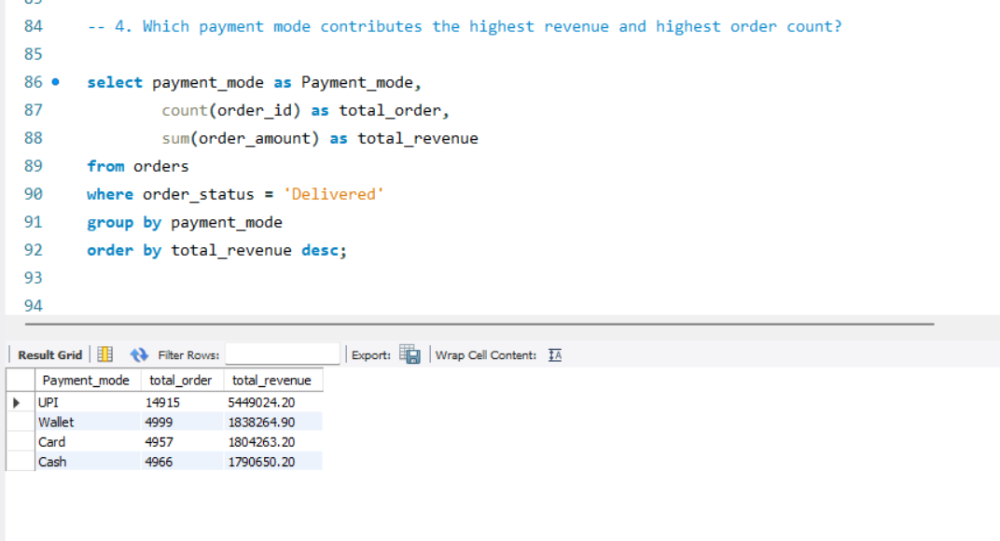 83
84 -- 4. Which payment mode contributes the highest revenue and highest order count?
85
86 select payment_mode as Payment_mode,
87 count(order_id) as total_order,
88 sum(order_amount) as total_revenue
89 from orders
90 where order_status = 'Delivered'
91 group by payment_mode
92 order by total_revenue desc;
93
94
Result Grid Filter Rows: Export: Wrap Cell Content: IA
Payment_mode total_order total_revenue
UPI 14915 5449024.20
Wallet 4999 1838264.90
Card 4957 1804263.20
Cash 4966 1790650.20